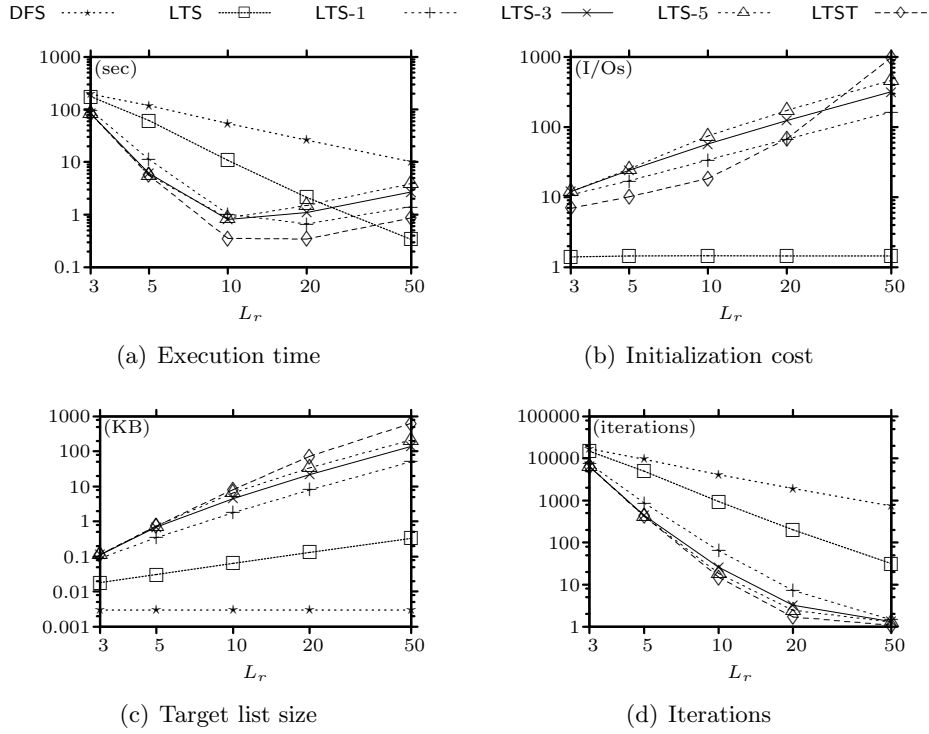 DFS LTS LTS-1 LTS-3 LTS-5 LTST
(sec)
1000
100
10
1
0.1
3 5 10 20 50
L_r
(a) Execution time
(I/Os)
1000
100
10
1
3 5 10 20 50
L_r
(b) Initialization cost
(KB)
1000
100
10
1
0.1
0.01
0.001
3 5 10 20 50
L_r
(c) Target list size
(iterations)
100000
10000
1000
100
10
1
3 5 10 20 50
L_r
(d) Iterations